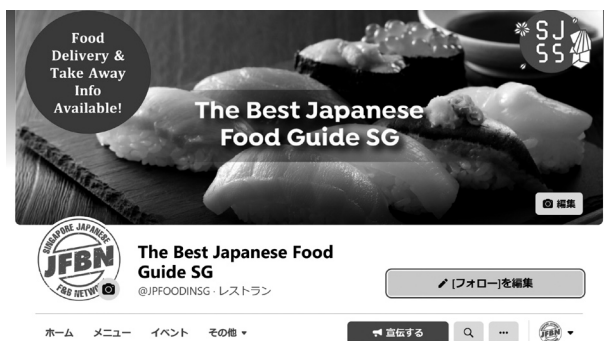 Food
Delivery &
Take Away
Info
Available!
SJ
SS
The Best Japanese
Food Guide SG
編集
SINGAPORE JAPANESE
JFBN
F&B NETWORK
The Best Japanese Food
Guide SG
@JPFOODINSG · レストラン
[フォロー]を編集
ホーム メニュー イベント その他 ▾
宣伝する
JFBN